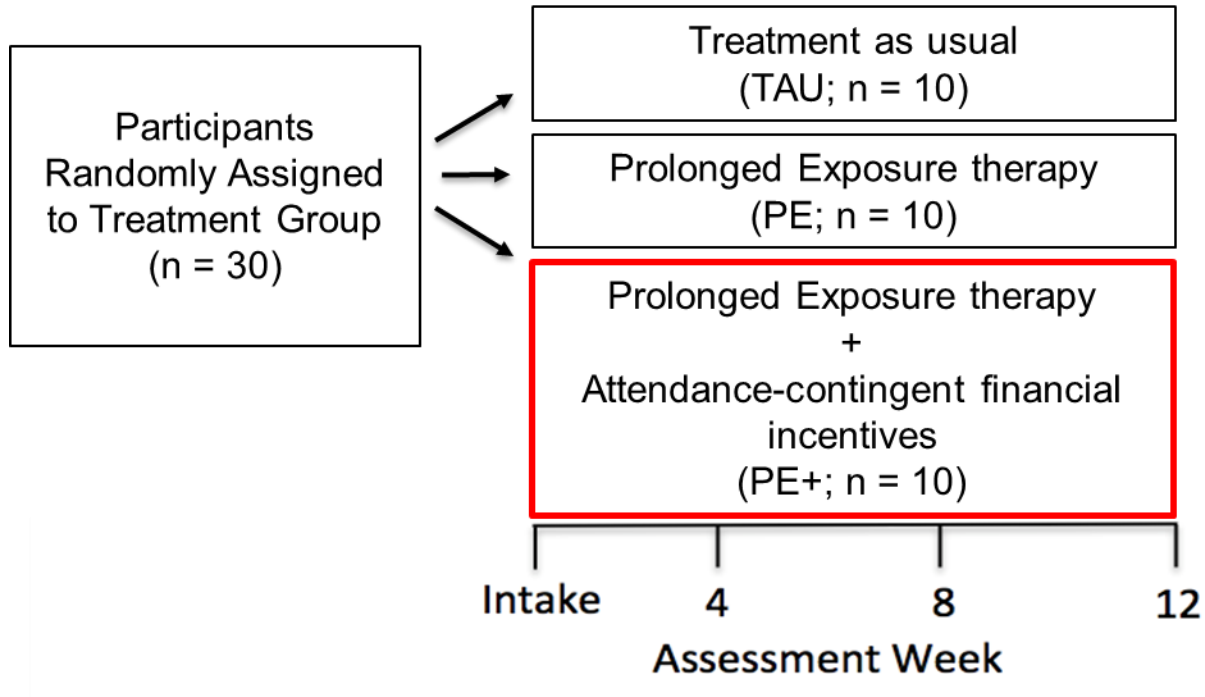 Participants
Randomly Assigned
to Treatment Group
(n = 30)
Treatment as usual
(TAU; n = 10)
Prolonged Exposure therapy
(PE; n = 10)
Prolonged Exposure therapy
+
Attendance-contingent financial
incentives
(PE+; n = 10)
Intake 4 8 12
Assessment Week